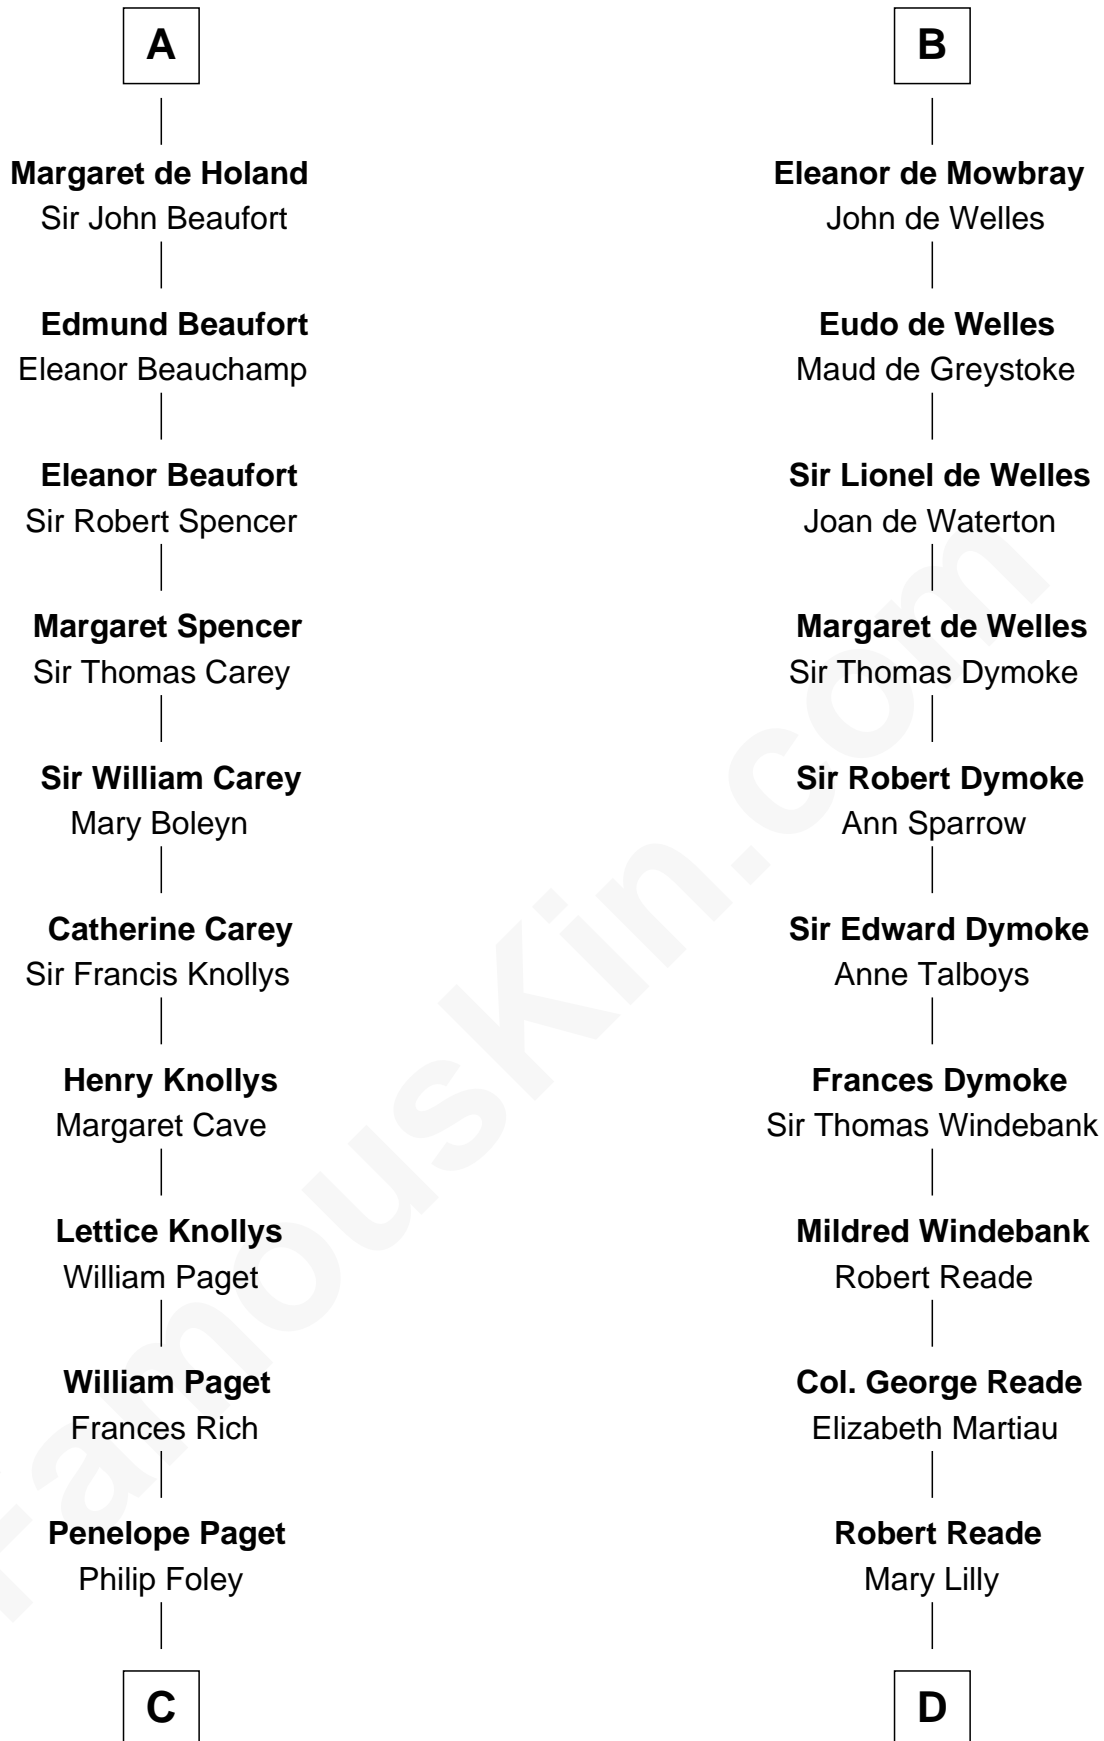 A
Margaret de Holand
Sir John Beaufort
Edmund Beaufort
Eleanor Beauchamp
Eleanor Beaufort
Sir Robert Spencer
Margaret Spencer
Sir Thomas Carey
Sir William Carey
Mary Boleyn
Catherine Carey
Sir Francis Knollys
Henry Knollys
Margaret Cave
Lettice Knollys
William Paget
William Paget
Frances Rich
Penelope Paget
Philip Foley
C
B
Eleanor de Mowbray
John de Welles
Eudo de Welles
Maud de Greystoke
Sir Lionel de Welles
Joan de Waterton
Margaret de Welles
Sir Thomas Dymoke
Sir Robert Dymoke
Ann Sparrow
Sir Edward Dymoke
Anne Talboys
Frances Dymoke
Sir Thomas Windebank
Mildred Windebank
Robert Reade
Col. George Reade
Elizabeth Martiau
Robert Reade
Mary Lilly
D
FamousKin.com